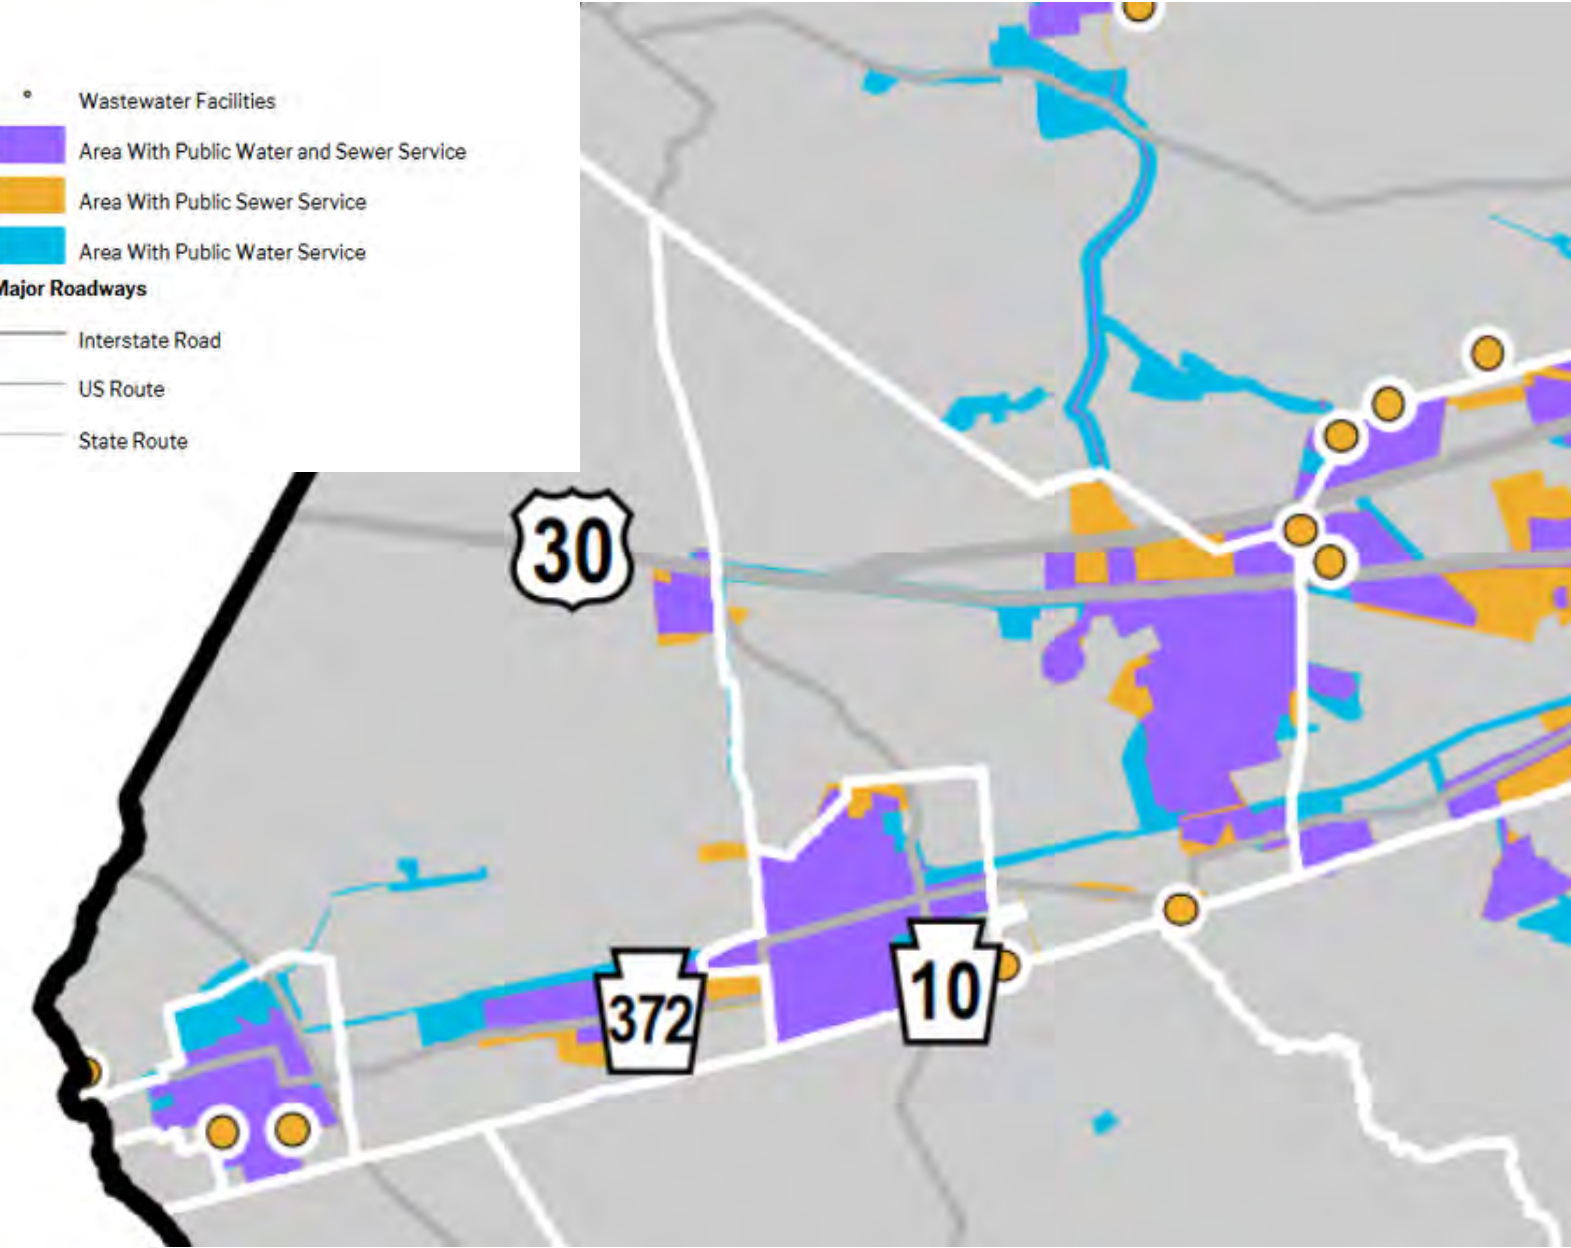 Wastewater Facilities
Area With Public Water and Sewer Service
Area With Public Sewer Service
Area With Public Water Service
Major Roadways
Interstate Road
US Route
State Route
30
372
10